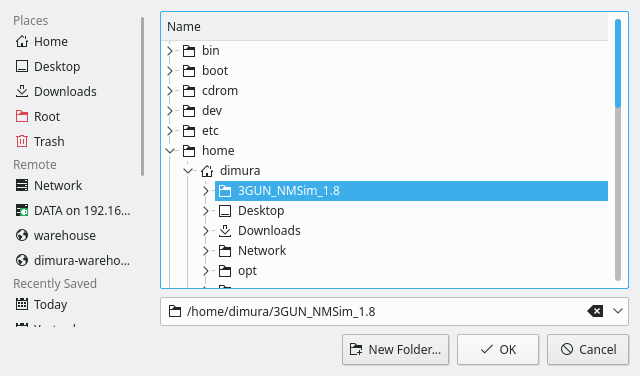 Places
Home
Desktop
Downloads
Root
Trash
Remote
Network
DATA on 192.16...
warehouse
dimura-wareho...
Recently Saved
Today
Name
bin
boot
cdrom
dev
etc
home
dimura
3GUN_NMSim_1.8
Desktop
Downloads
Network
opt
/home/dimura/3GUN_NMSim_1.8
New Folder...
OK
Cancel